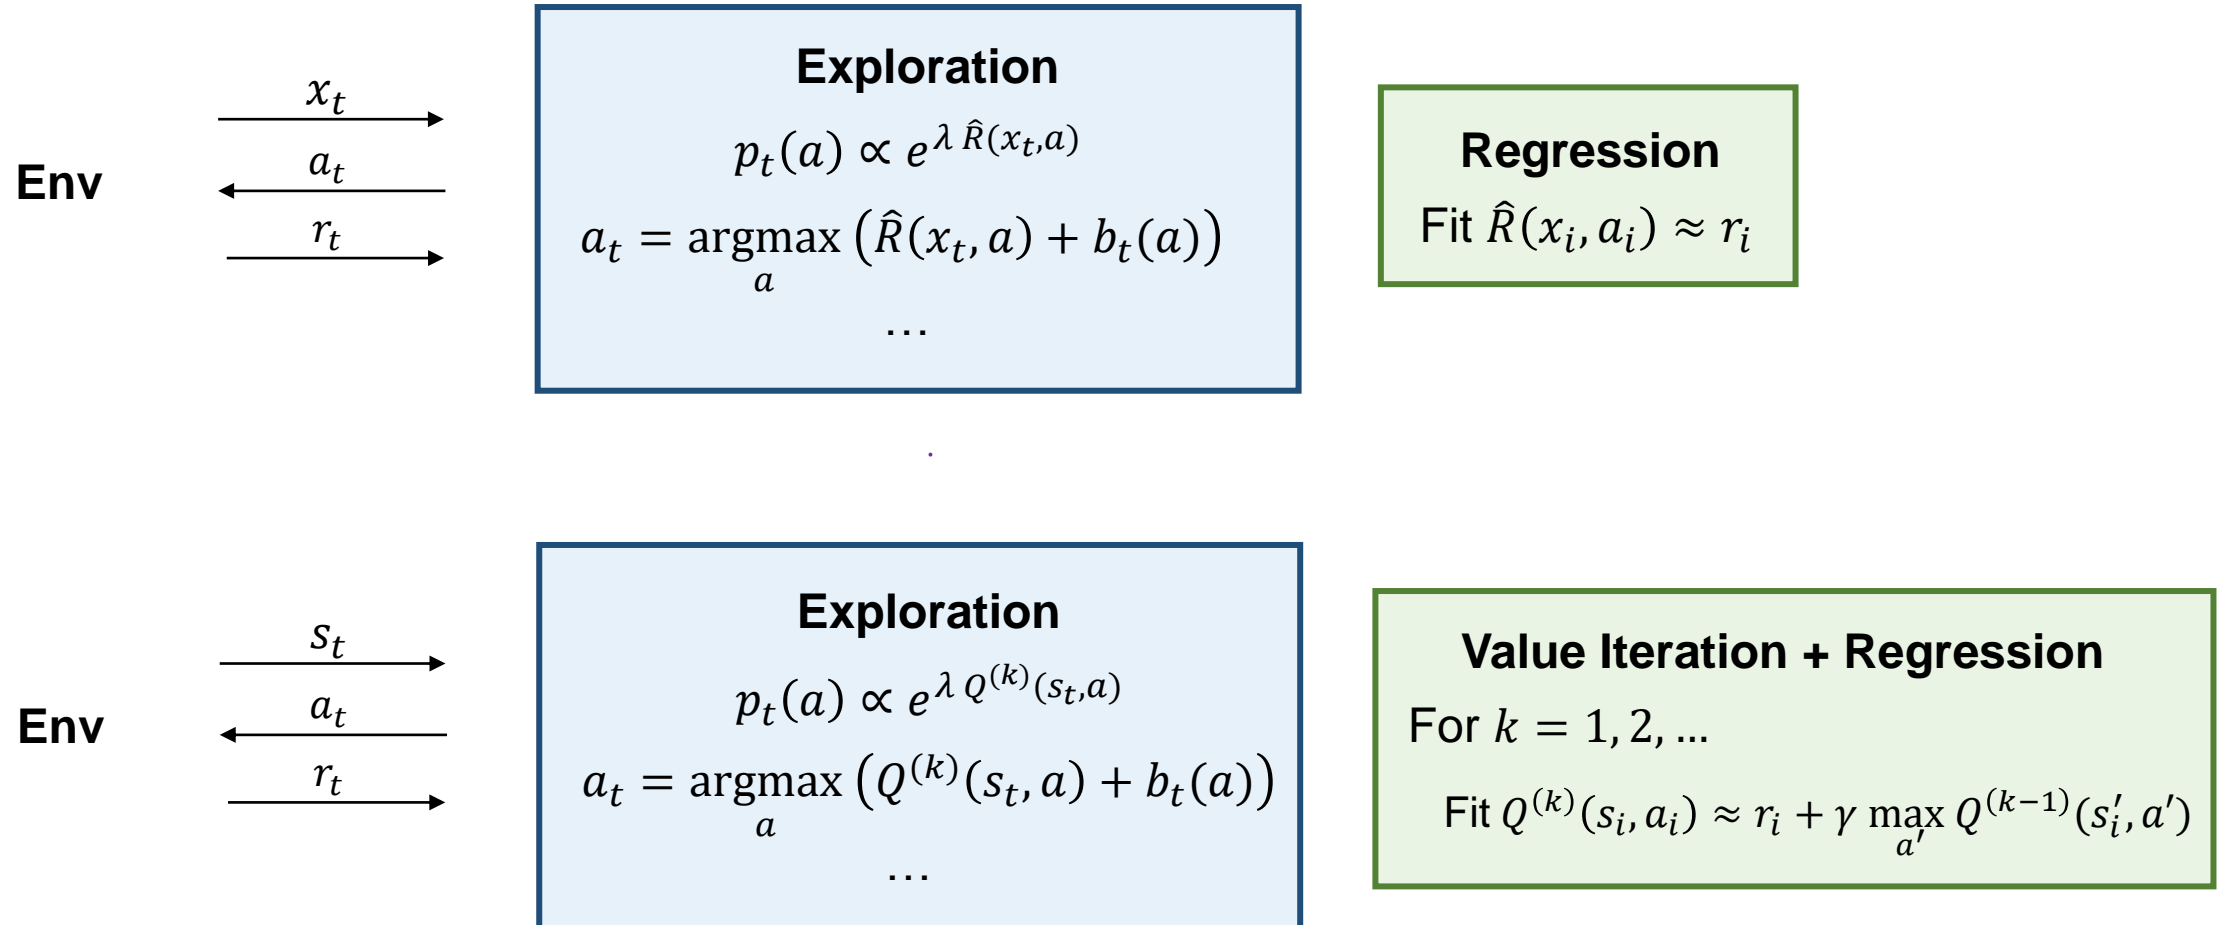 Env
x_t
a_t
r_t
Exploration
p_t(a) ∝ e^{λ R̂(x_t,a)}
a_t = argmax_a (R̂(x_t, a) + b_t(a))
…
Regression
Fit R̂(x_i, a_i) ≈ r_i
Env
s_t
a_t
r_t
Exploration
p_t(a) ∝ e^{λ Q^{(k)}(s_t,a)}
a_t = argmax_a (Q^{(k)}(s_t, a) + b_t(a))
…
Value Iteration + Regression
For k = 1, 2, …
Fit Q^{(k)}(s_i, a_i) ≈ r_i + γ max_{a′} Q^{(k−1)}(s_i′, a′)